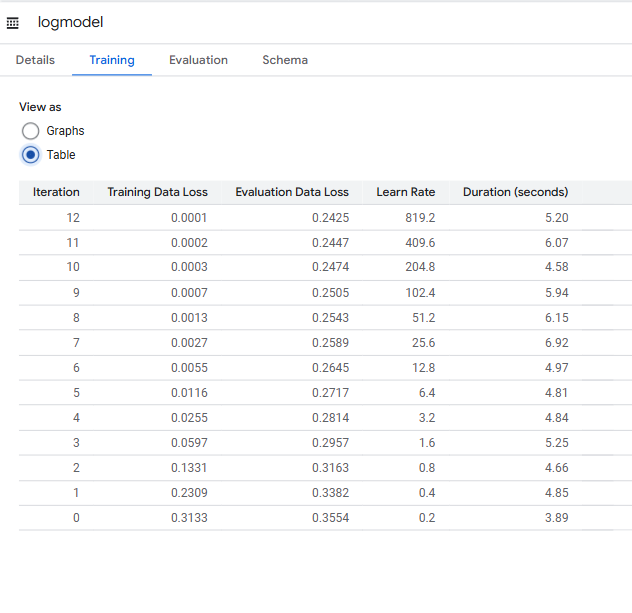 logmodel
Details Training Evaluation Schema
View as
Graphs
Table
Iteration Training Data Loss Evaluation Data Loss Learn Rate Duration (seconds)
12 0.0001 0.2425 819.2 5.20
11 0.0002 0.2447 409.6 6.07
10 0.0003 0.2474 204.8 4.58
9 0.0007 0.2505 102.4 5.94
8 0.0013 0.2543 51.2 6.15
7 0.0027 0.2589 25.6 6.92
6 0.0055 0.2645 12.8 4.97
5 0.0116 0.2717 6.4 4.81
4 0.0255 0.2814 3.2 4.84
3 0.0597 0.2957 1.6 5.25
2 0.1331 0.3163 0.8 4.66
1 0.2309 0.3382 0.4 4.85
0 0.3133 0.3554 0.2 3.89